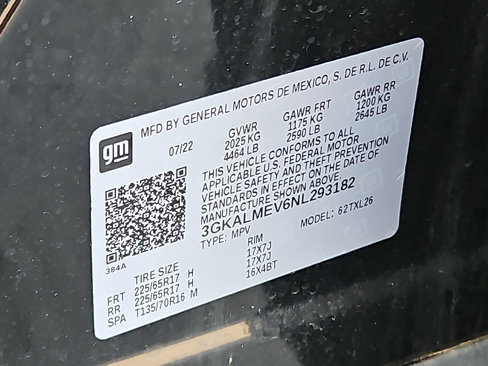 gm
MFD BY GENERAL MOTORS DE MEXICO, S. DE R.L. DE C.V.
07/22
GVWR
2025 KG
4464 LB
GAWR FRT
1175 KG
2590 LB
GAWR RR
1200 KG
2645 LB
THIS VEHICLE CONFORMS TO ALL
APPLICABLE U.S. FEDERAL MOTOR
VEHICLE SAFETY AND THEFT PREVENTION
STANDARDS IN EFFECT ON THE DATE OF
MANUFACTURE SHOWN ABOVE.
3GKALMEV6NL293182
TYPE: MPV
MODEL: 62TXL26
384A
TIRE SIZE
RIM
FRT 225/65R17 H 17X7J
RR 225/65R17 H 17X7J
SPA T135/70R16 M 16X4BT